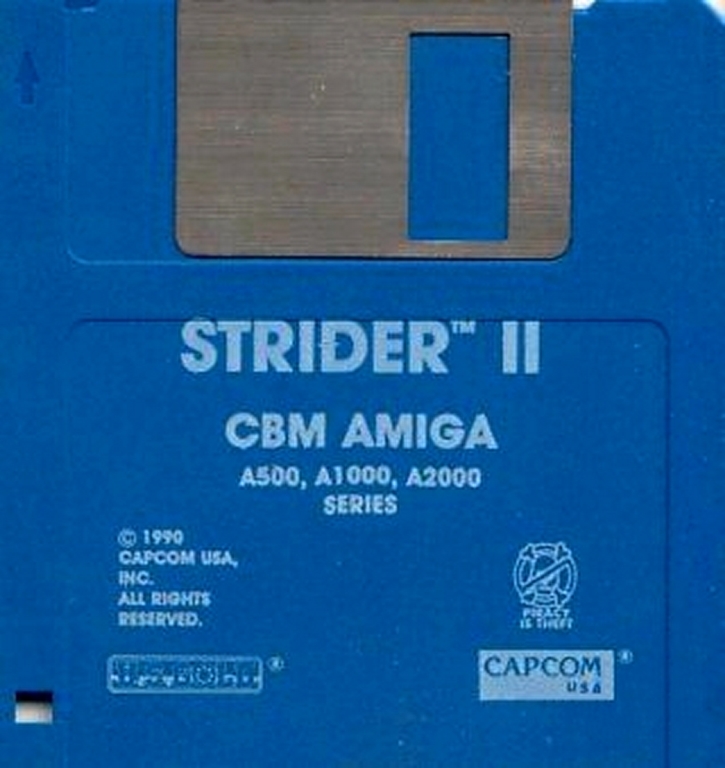 STRIDER™ II
CBM AMIGA
A500, A1000, A2000
SERIES
© 1990
CAPCOM USA,
INC.
ALL RIGHTS
RESERVED.
PIRACY
IS THEFT
®
CAPCOM®
USA